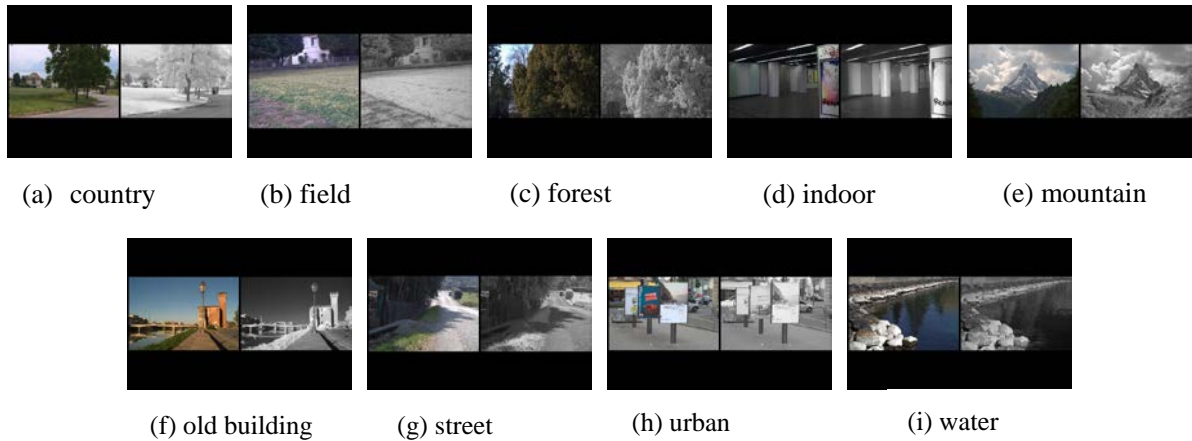 (a) country
(b) field
(c) forest
(d) indoor
(e) mountain
(f) old building
(g) street
(h) urban
(i) water